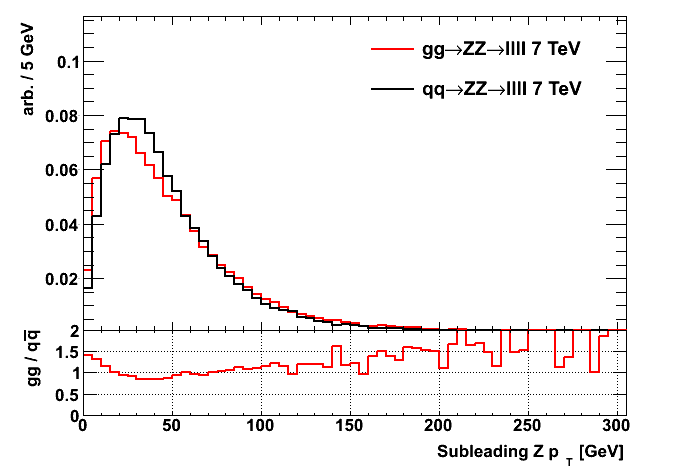 arb. / 5 GeV
0.1
0.08
0.06
0.04
0.02
gg→ZZ→llll 7 TeV
qq→ZZ→llll 7 TeV
gg / qq̅
2
1.5
1
0.5
0
0 50 100 150 200 250 300
Subleading Z p_T [GeV]